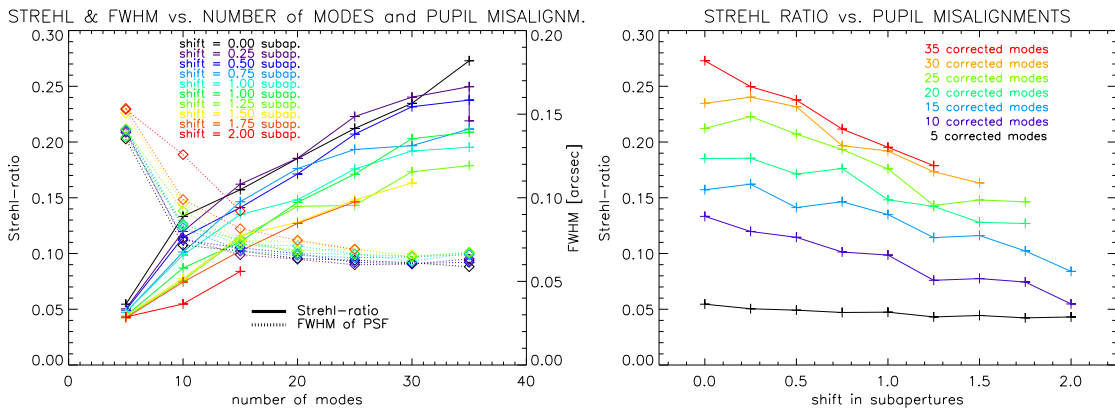 STREHL & FWHM vs. NUMBER of MODES and PUPIL MISALIGNM.
0.30
0.25
0.20
0.15
0.10
0.05
0.00
Strehl-ratio
shift = 0.00 subap.
shift = 0.25 subap.
shift = 0.50 subap.
shift = 0.75 subap.
shift = 1.00 subap.
shift = 1.00 subap.
shift = 1.25 subap.
shift = 1.50 subap.
shift = 1.75 subap.
shift = 2.00 subap.
Strehl-ratio
FWHM of PSF
0.20
0.15
0.10
0.05
0.00
FWHM [arcsec]
0 10 20 30 40
number of modes
STREHL RATIO vs. PUPIL MISALIGNMENTS
0.30
0.25
0.20
0.15
0.10
0.05
0.00
Strehl-ratio
35 corrected modes
30 corrected modes
25 corrected modes
20 corrected modes
15 corrected modes
10 corrected modes
5 corrected modes
0.0 0.5 1.0 1.5 2.0
shift in subapertures